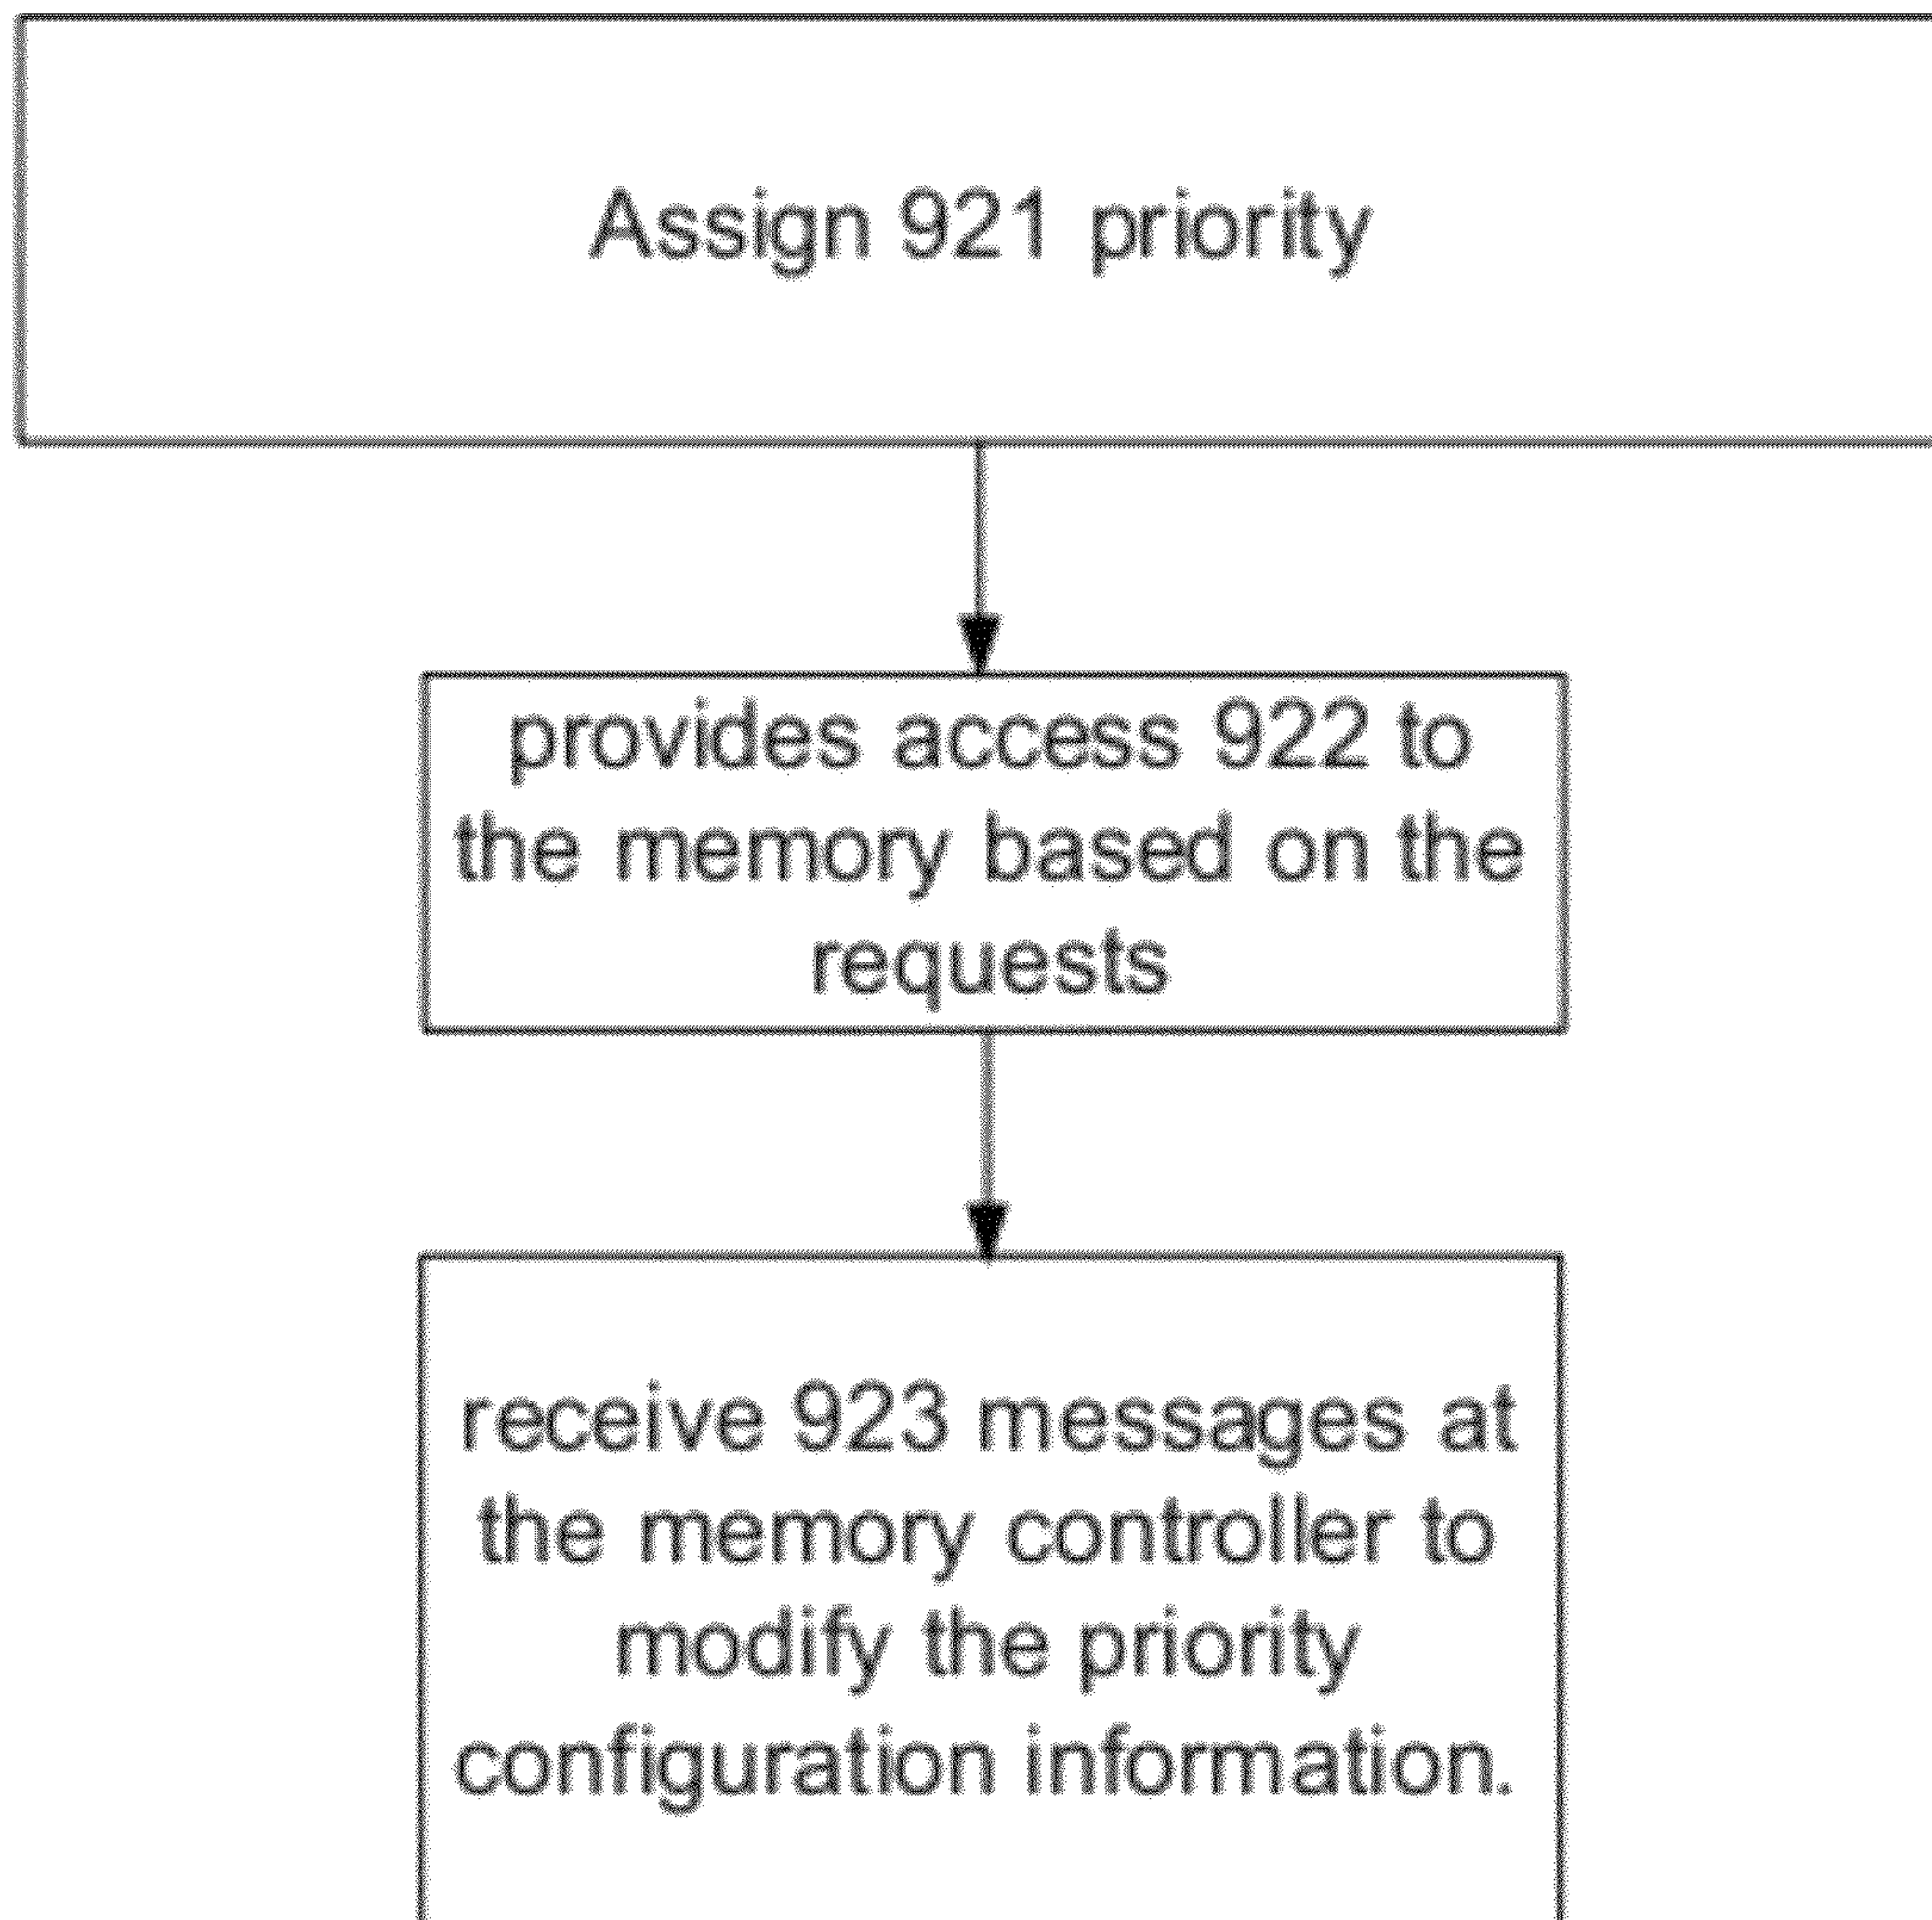 Assign 921 priority
provides access 922 to
the memory based on the
requests
receive 923 messages at
the memory controller to
modify the priority
configuration information.